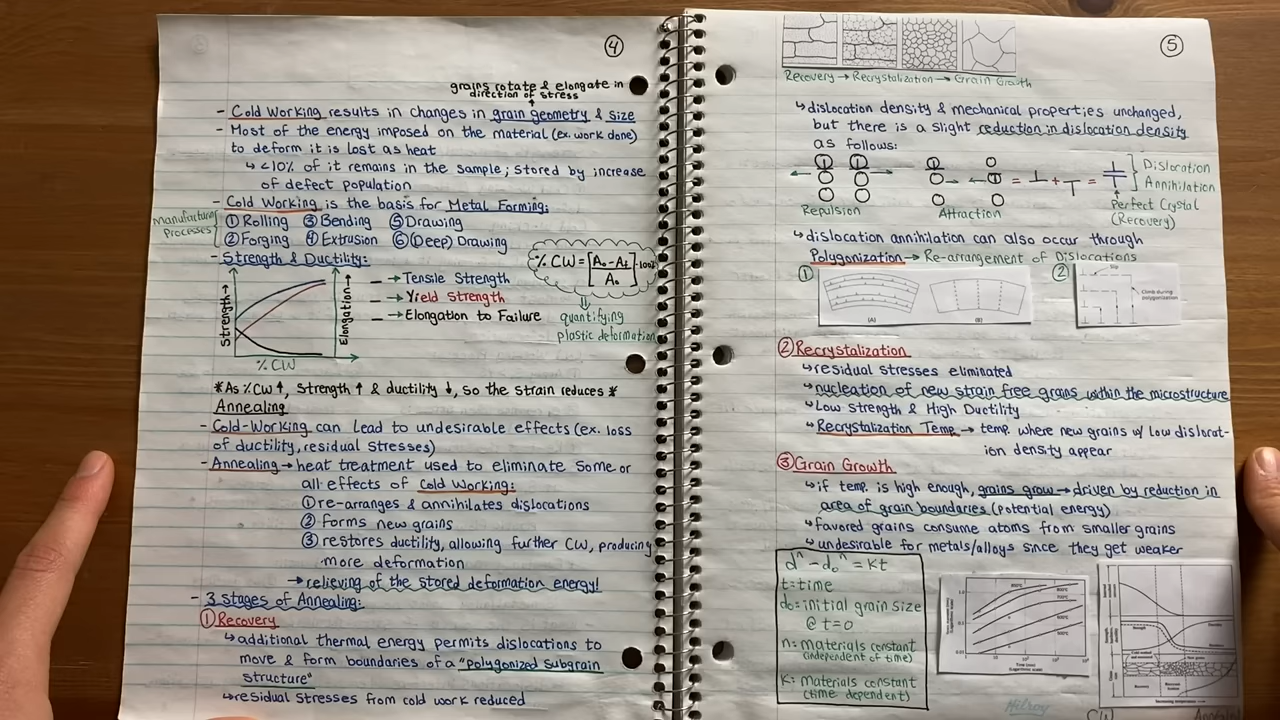 4
grains rotate & elongate in
direction of stress
- Cold Working results in changes in grain geometry & size
- Most of the energy imposed on the material (ex. work done)
to deform it is lost as heat
↳ <10% of it remains in the sample; stored by increase
of defect population
- Cold Working is the basis for Metal Forming:
Manufacturing Processes
① Rolling ③ Bending ⑤ Drawing
② Forging ④ Extrusion ⑥ (Deep) Drawing
- Strength & Ductility:
% CW = [A₀ - A_f / A₀] · 100%
quantifying
plastic deformation
Strength →
Elongation →
% CW
→ Tensile Strength
→ Yield Strength
→ Elongation to Failure
*As % CW ↑, Strength ↑ & ductility ↓, so the strain reduces *
Annealing
- Cold-Working can lead to undesirable effects (ex. loss
of ductility, residual stresses)
- Annealing → heat treatment used to eliminate some or
all effects of Cold Working:
① re-arranges & annihilates dislocations
② forms new grains
③ restores ductility, allowing further CW, producing
more deformation
→ relieving of the stored deformation energy!
- 3 Stages of Annealing:
① Recovery
↳ additional thermal energy permits dislocations to
move & form boundaries of a "polygonized subgrain
structure"
↳ residual stresses from cold work reduced
5
Recovery → Recrystalization → Grain Growth
↳ dislocation density & mechanical properties unchanged,
but there is a slight reduction in dislocation density
as follows:
= ⊥ + ⊤ =
Dislocation
Annihilation
Repulsion
Attraction
Perfect Crystal
(Recovery)
↳ dislocation annihilation can also occur through
Polygonization → Re-arrangement of Dislocations
①
(A)
(B)
②
Slip
Climb during
polygonization
② Recrystalization
↳ residual stresses eliminated
↳ nucleation of new strain free grans within the microstructure
↳ Low Strength & High Ductility
↳ Recrystalization Temp → temp. where new grains w/ low dislocat-
ion density appear
③ Grain Growth
↳ if temp. is high enough, grains grow → driven by reduction in
area of grain boundaries (potential energy)
↳ favored grains consume atoms from smaller grains
↳ undesirable for metals/alloys since they get weaker
dⁿ - d₀ⁿ = Kt
t = time
d₀ = initial grain size
@ t=0
n = materials constant
(independent of time)
K = materials constant
(time dependent)
Time (min)
(Logarithmic scale)
Hilroy
CW